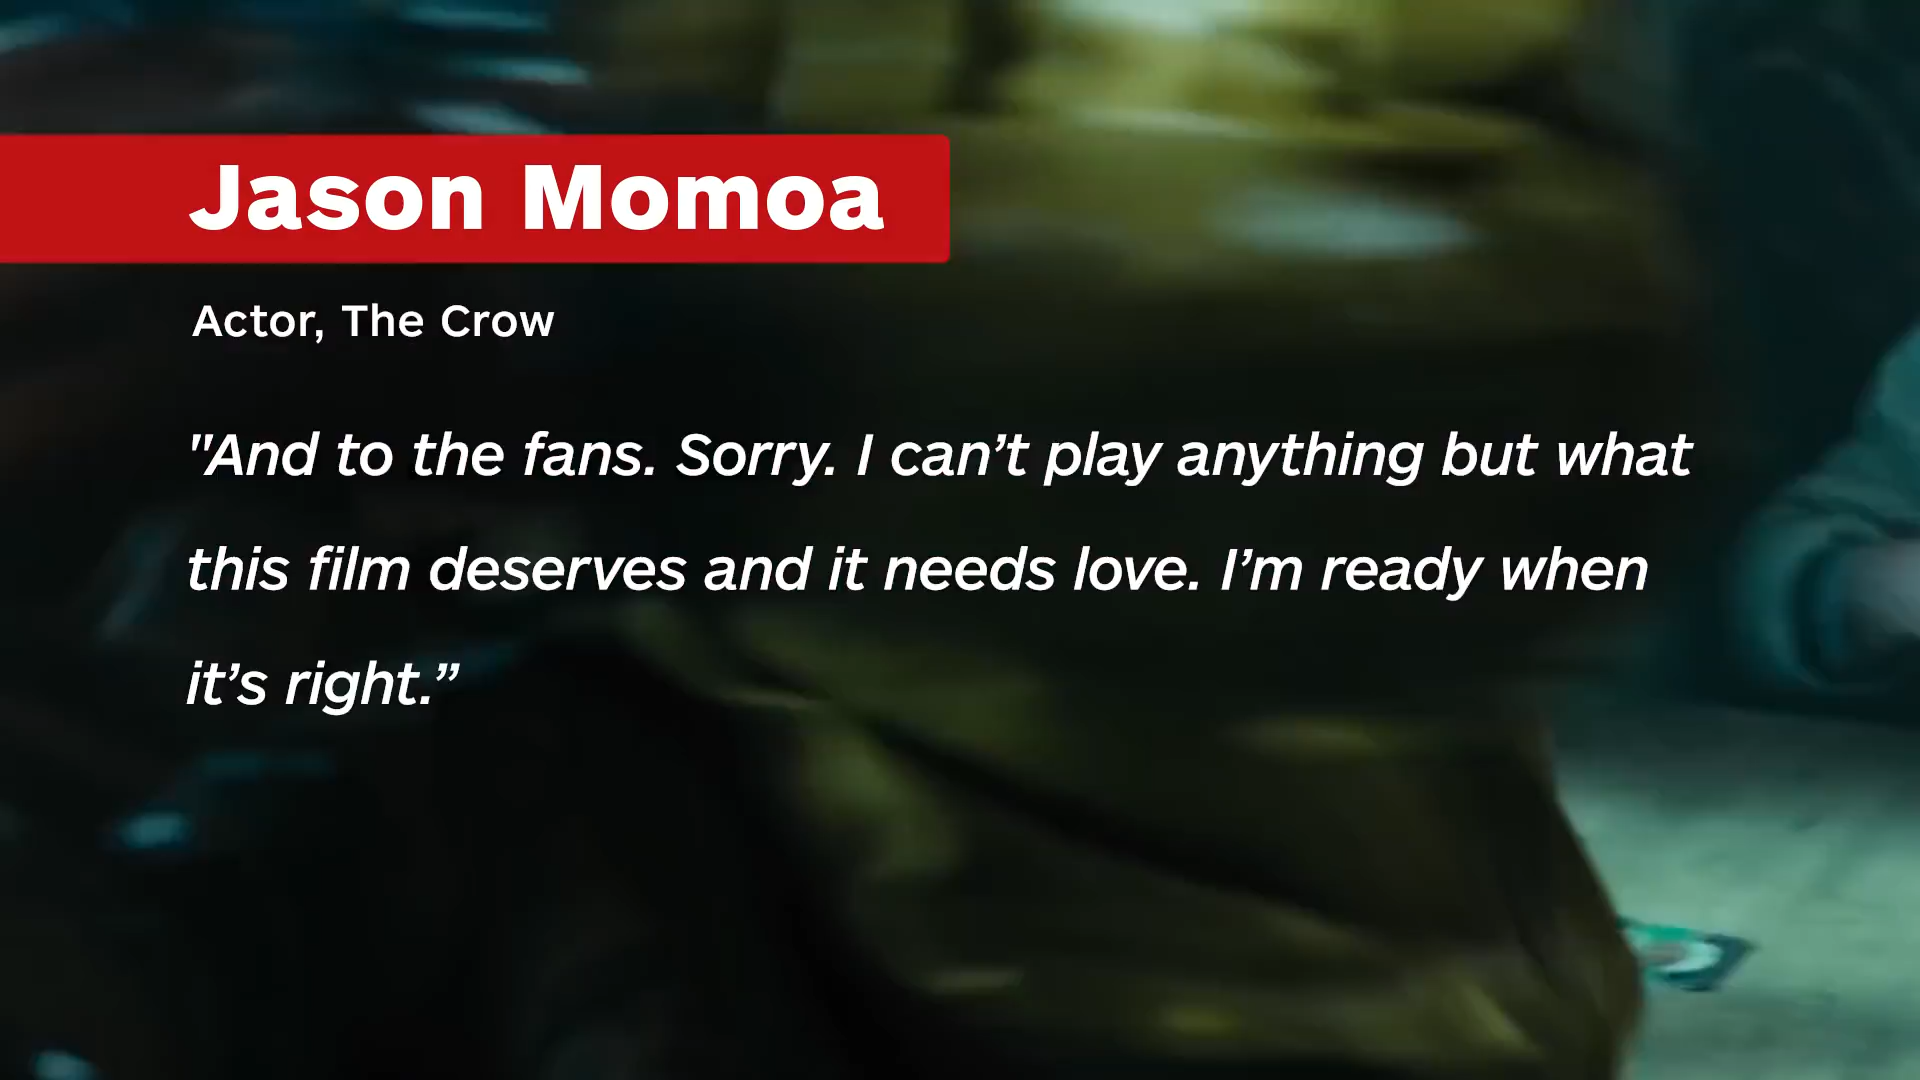 Jason Momoa
Actor, The Crow
"And to the fans. Sorry. I can’t play anything but what
this film deserves and it needs love. I’m ready when
it’s right.”